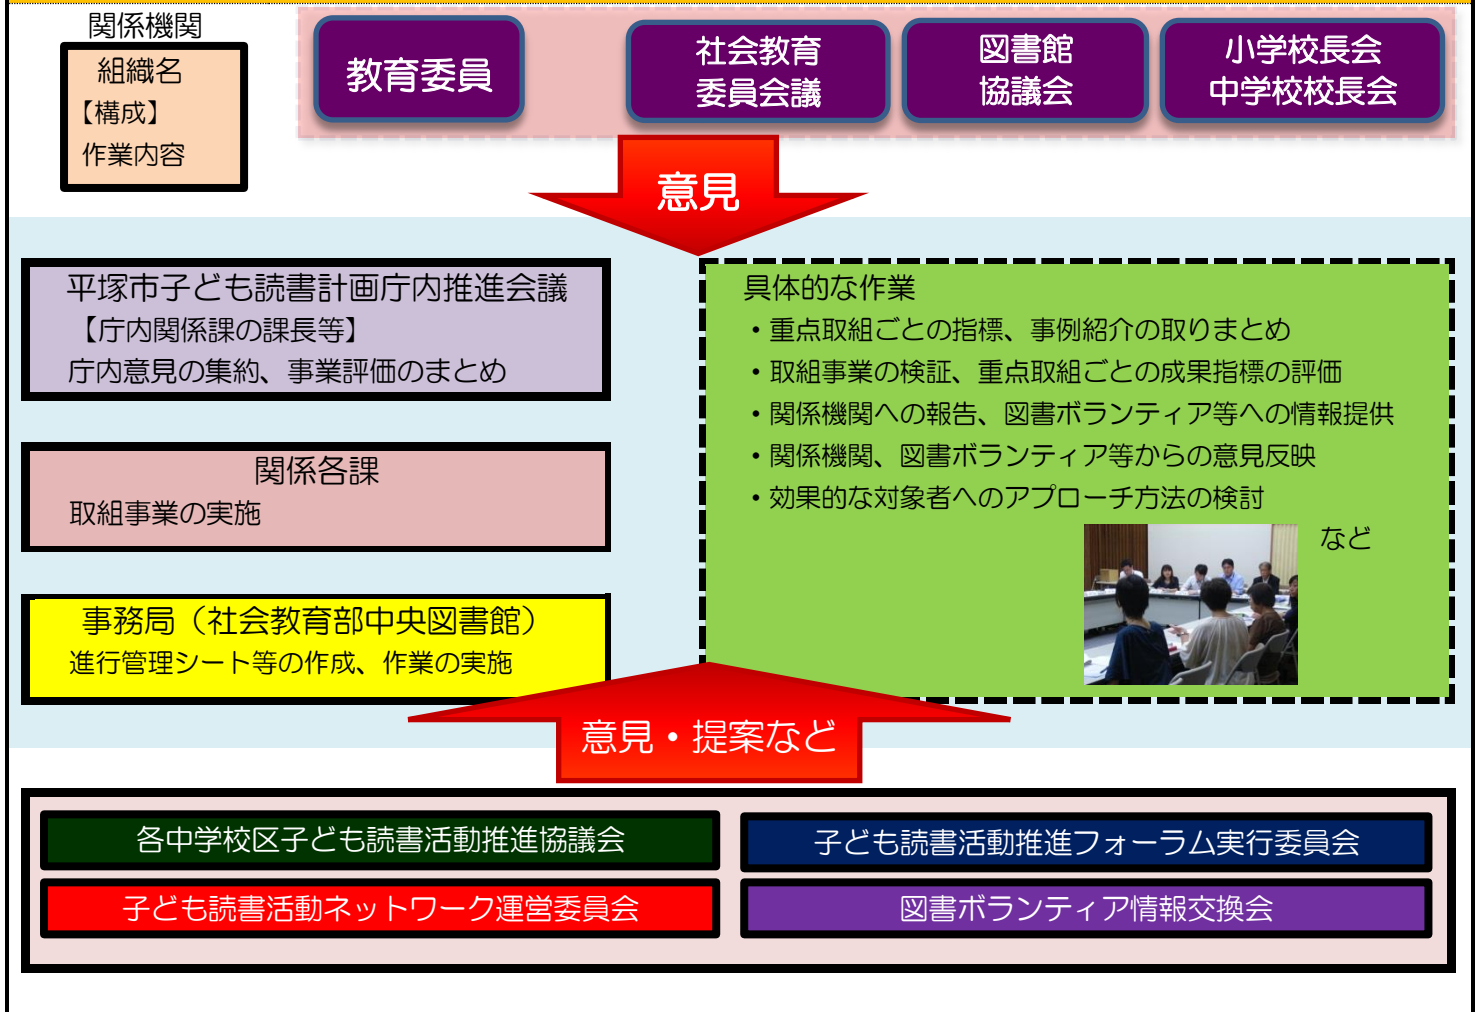 関係機関
組織名
【構成】
作業内容
教育委員
社会教育
委員会議
図書館
協議会
小学校長会
中学校校長会
意見
平塚市子ども読書計画庁内推進会議
【庁内関係課の課長等】
庁内意見の集約、事業評価のまとめ
関係各課
取組事業の実施
事務局（社会教育部中央図書館）
進行管理シート等の作成、作業の実施
具体的な作業
・重点取組ごとの指標、事例紹介の取りまとめ
・取組事業の検証、重点取組ごとの成果指標の評価
・関係機関への報告、図書ボランティア等への情報提供
・関係機関、図書ボランティア等からの意見反映
・効果的な対象者へのアプローチ方法の検討
など
意見・提案など
各中学校区子ども読書活動推進協議会
子ども読書活動推進フォーラム実行委員会
子ども読書活動ネットワーク運営委員会
図書ボランティア情報交換会